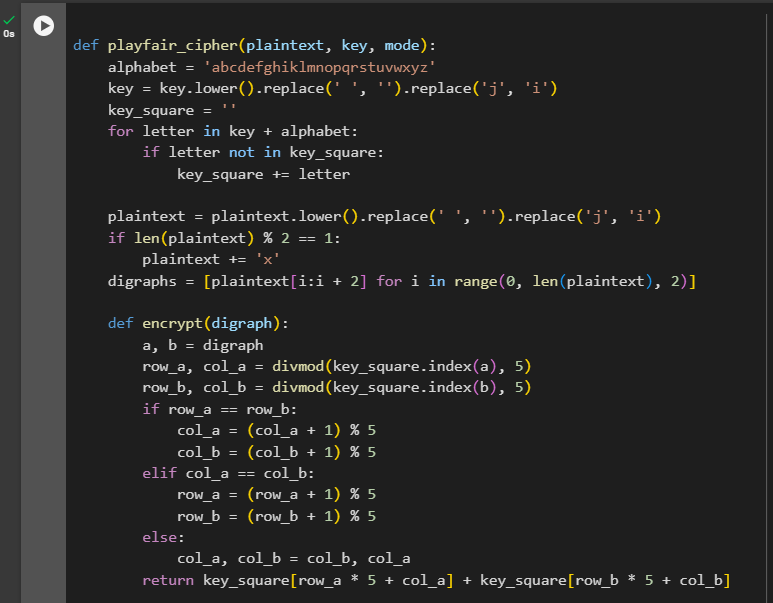 0s
def playfair_cipher(plaintext, key, mode):
    alphabet = 'abcdefghiklmnopqrstuvwxyz'
    key = key.lower().replace(' ', '').replace('j', 'i')
    key_square = ''
    for letter in key + alphabet:
        if letter not in key_square:
            key_square += letter

    plaintext = plaintext.lower().replace(' ', '').replace('j', 'i')
    if len(plaintext) % 2 == 1:
        plaintext += 'x'
    digraphs = [plaintext[i:i + 2] for i in range(0, len(plaintext), 2)]

    def encrypt(digraph):
        a, b = digraph
        row_a, col_a = divmod(key_square.index(a), 5)
        row_b, col_b = divmod(key_square.index(b), 5)
        if row_a == row_b:
            col_a = (col_a + 1) % 5
            col_b = (col_b + 1) % 5
        elif col_a == col_b:
            row_a = (row_a + 1) % 5
            row_b = (row_b + 1) % 5
        else:
            col_a, col_b = col_b, col_a
        return key_square[row_a * 5 + col_a] + key_square[row_b * 5 + col_b]